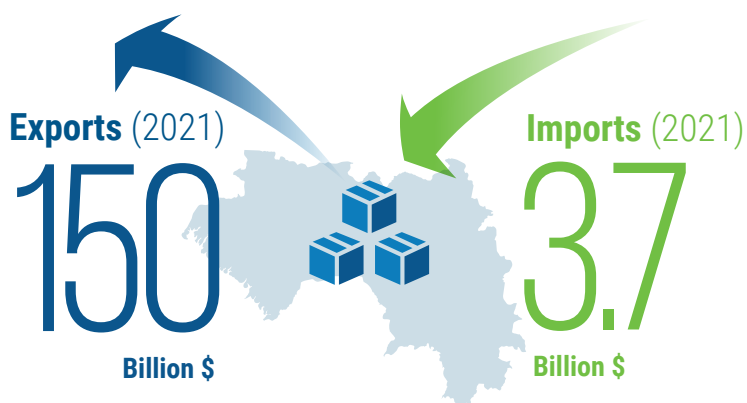 Exports (2021)
150
Billion $
Imports (2021)
3.7
Billion $